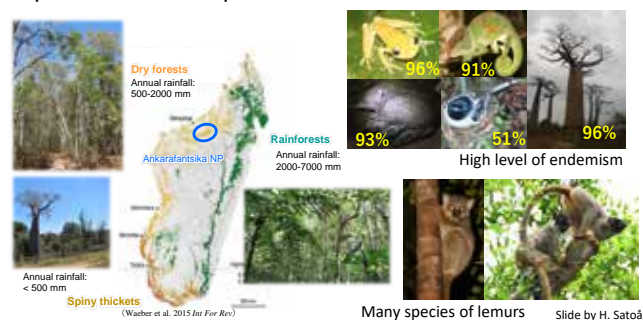 Dry forests
Annual rainfall:
500-2000 mm
Ankarafantsika NP
Rainforests
Annual rainfall:
2000-7000 mm
Annual rainfall:
< 500 mm
Spiny thickets
(Waeber et al. 2015 Int For Rev)
96%
91%
93%
51%
96%
High level of endemism
Many species of lemurs
Slide by H. Sato